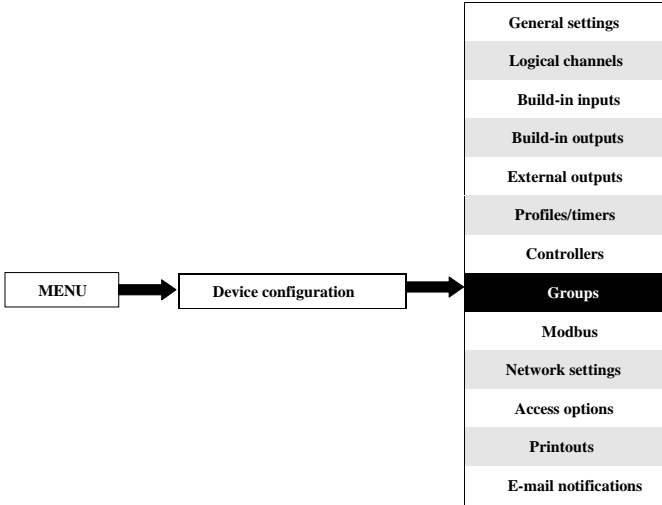 General settings
Logical channels
Build-in inputs
Build-in outputs
External outputs
Profiles/timers
Controllers
MENU
Device configuration
Groups
Modbus
Network settings
Access options
Printouts
E-mail notifications